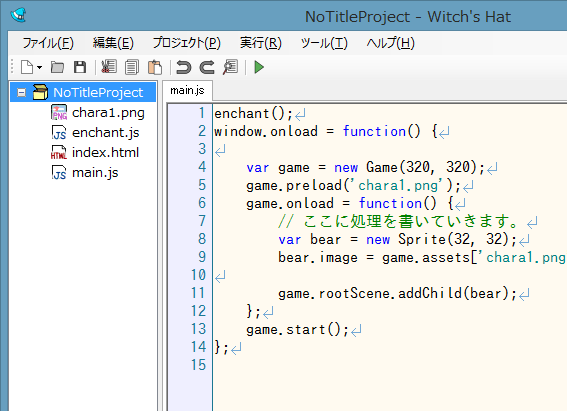 NoTitleProject - Witch's Hat
ファイル(F) 編集(E) プロジェクト(P) 実行(R) ツール(T) ヘルプ(H)
NoTitleProject
chara1.png
JS enchant.js
HTML index.html
JS main.js
main.js
1 enchant();↵
2 window.onload = function() {↵
3 ↵
4     var game = new Game(320, 320);↵
5     game.preload('chara1.png');↵
6     game.onload = function() {↵
7         // ここに処理を書いていきます。↵
8         var bear = new Sprite(32, 32);↵
9         bear.image = game.assets['chara1.png
10 ↵
11         game.rootScene.addChild(bear);↵
12     };↵
13     game.start();↵
14 };↵
15